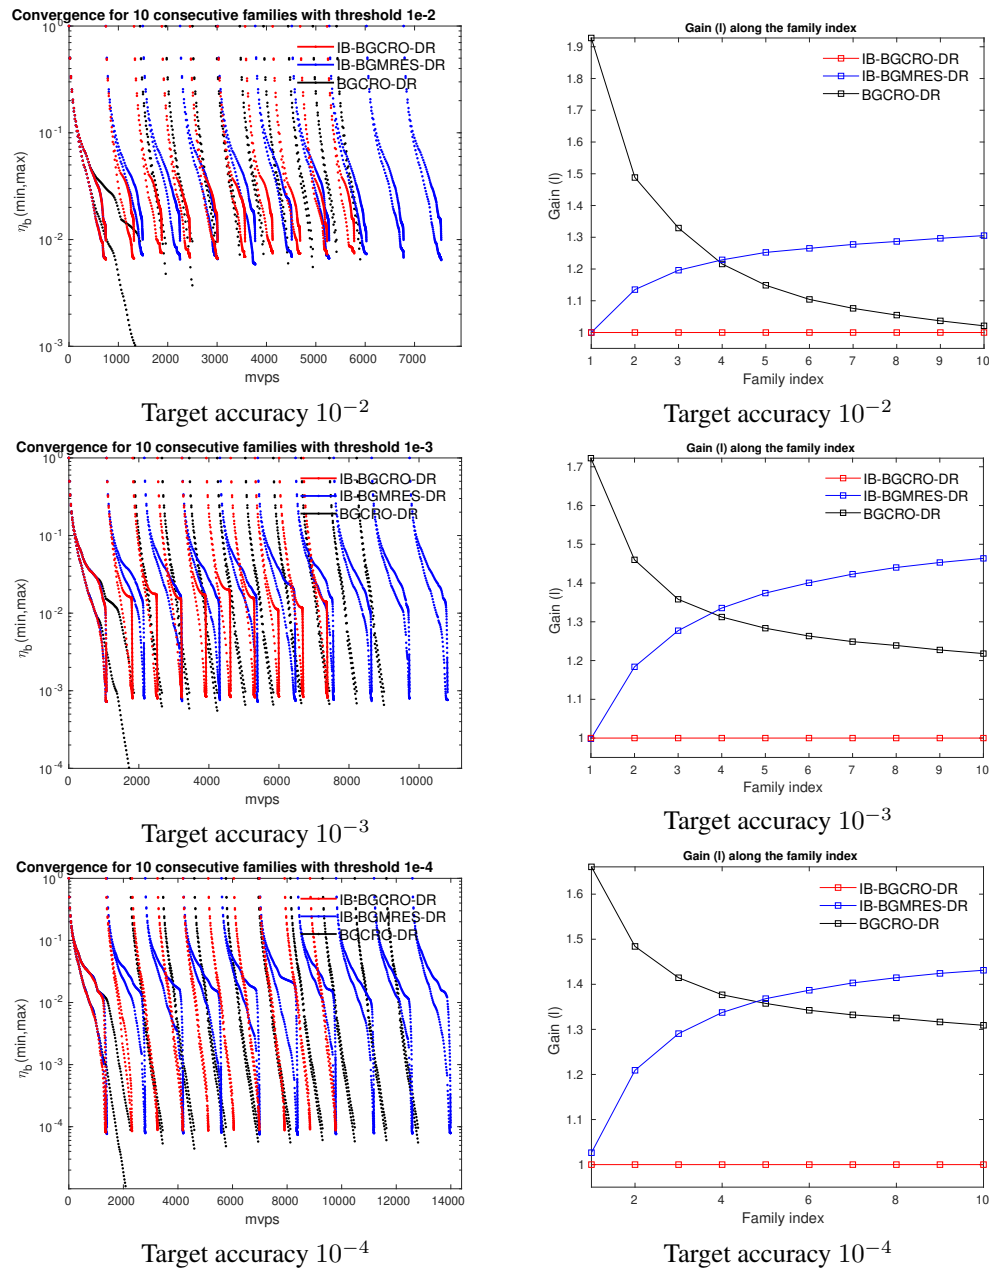 Convergence for 10 consecutive families with threshold 1e-2
10^0
10^-1
10^-2
10^-3
η_b (min,max)
IB-BGCRO-DR
IB-BGMRES-DR
BGCRO-DR
0 1000 2000 3000 4000 5000 6000 7000
mvps
Target accuracy 10^−2
Gain (l) along the family index
1.9
1.8
1.7
1.6
1.5
1.4
1.3
1.2
1.1
1
Gain (l)
IB-BGCRO-DR
IB-BGMRES-DR
BGCRO-DR
1 2 3 4 5 6 7 8 9 10
Family index
Target accuracy 10^−2
Convergence for 10 consecutive families with threshold 1e-3
10^0
10^-1
10^-2
10^-3
10^-4
η_b (min,max)
IB-BGCRO-DR
IB-BGMRES-DR
BGCRO-DR
0 2000 4000 6000 8000 10000
mvps
Target accuracy 10^−3
Gain (l) along the family index
1.7
1.6
1.5
1.4
1.3
1.2
1.1
1
Gain (l)
IB-BGCRO-DR
IB-BGMRES-DR
BGCRO-DR
1 2 3 4 5 6 7 8 9 10
Family index
Target accuracy 10^−3
Convergence for 10 consecutive families with threshold 1e-4
10^0
10^-1
10^-2
10^-3
10^-4
η_b (min,max)
IB-BGCRO-DR
IB-BGMRES-DR
BGCRO-DR
0 2000 4000 6000 8000 10000 12000 14000
mvps
Target accuracy 10^−4
Gain (l) along the family index
1.6
1.5
1.4
1.3
1.2
1.1
1
Gain (l)
IB-BGCRO-DR
IB-BGMRES-DR
BGCRO-DR
2 4 6 8 10
Family index
Target accuracy 10^−4